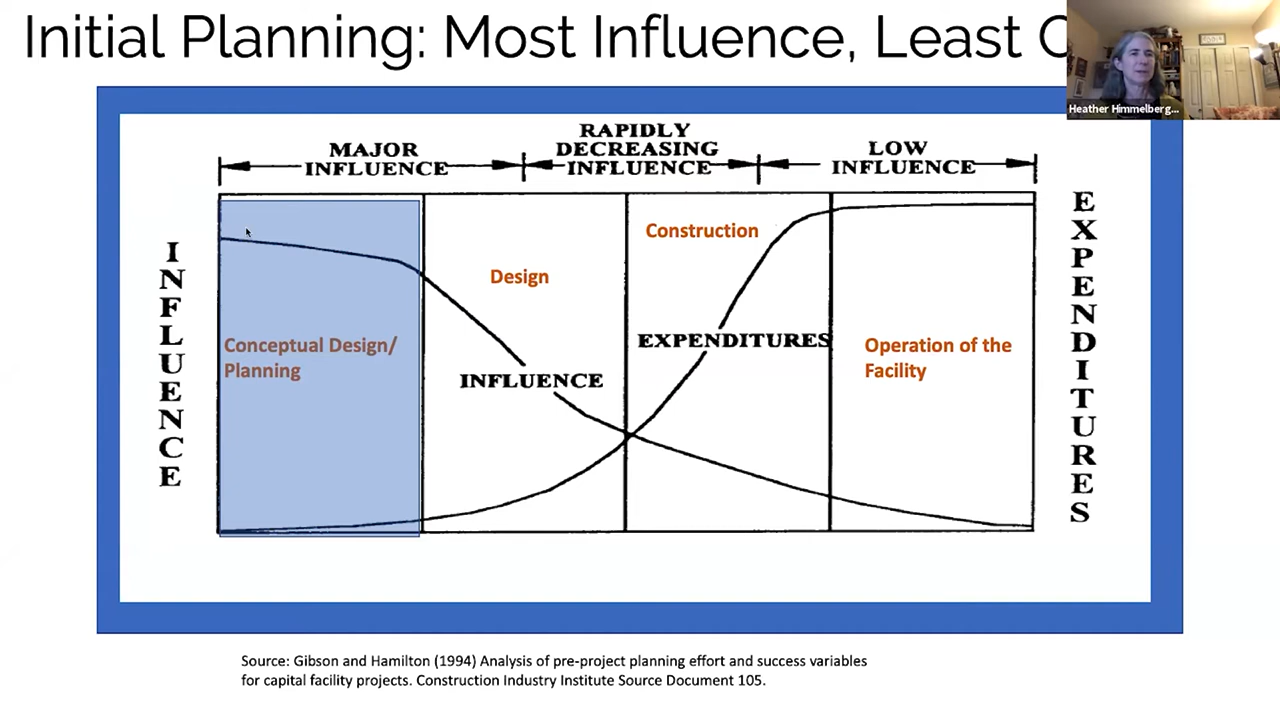 Initial Planning: Most Influence, Least
Heather Himmelberg...
MAJOR
INFLUENCE
RAPIDLY
DECREASING
INFLUENCE
LOW
INFLUENCE
INFLUENCE
Conceptual Design/
Planning
Design
INFLUENCE
Construction
EXPENDITURES
Operation of the
Facility
EXPENDITURES
Source: Gibson and Hamilton (1994) Analysis of pre-project planning effort and success variables
for capital facility projects. Construction Industry Institute Source Document 105.